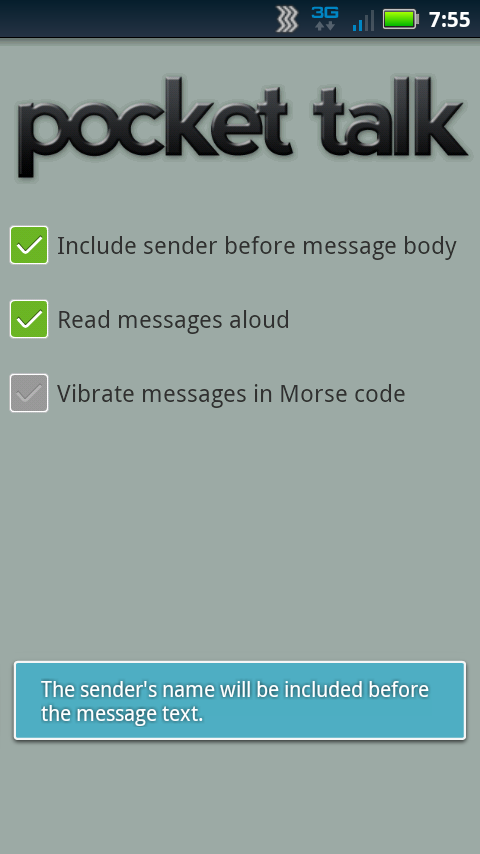 3G 7:55
pocket talk
Include sender before message body
Read messages aloud
Vibrate messages in Morse code
The sender's name will be included before
the message text.